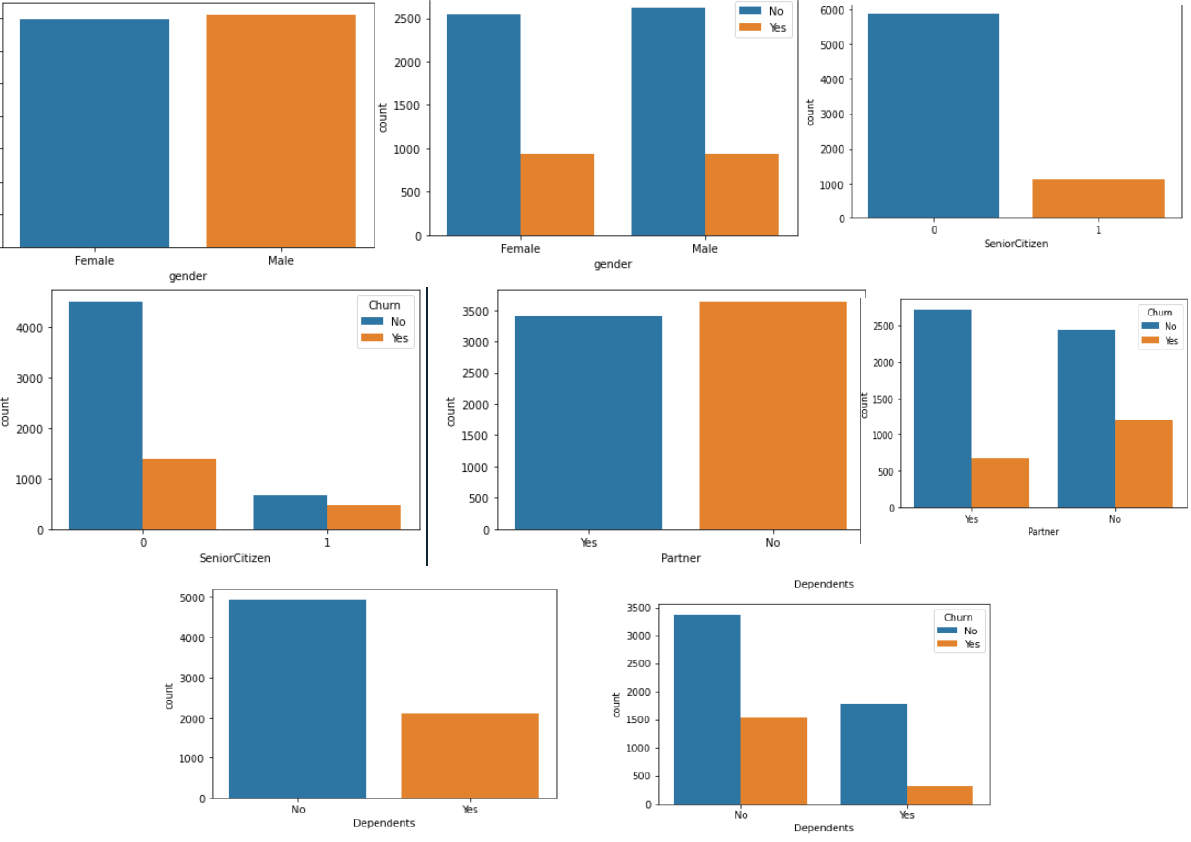 2500
2000
1500
1000
500
0
count
No
Yes
Female Male
gender
Female Male
gender
6000
5000
4000
3000
2000
1000
0
count
0 1
SeniorCitizen
4000
3000
2000
1000
0
count
Churn
No
Yes
0 1
SeniorCitizen
3500
3000
2500
2000
1500
1000
500
0
count
Yes No
Partner
2500
2000
1500
1000
500
0
count
Churn
No
Yes
Yes No
Partner
5000
4000
3000
2000
1000
0
count
No Yes
Dependents
Dependents
3500
3000
2500
2000
1500
1000
500
0
count
Churn
No
Yes
No Yes
Dependents